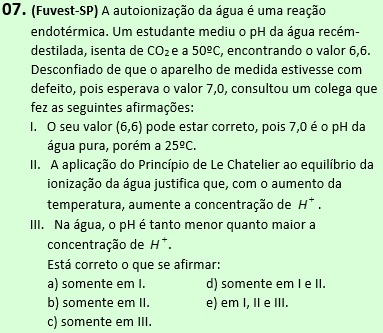 07. (Fuvest-SP) A autoionização da água é uma reação
endotérmica. Um estudante mediu o pH da água recém-
destilada, isenta de CO₂ e a 50ºC, encontrando o valor 6,6.
Desconfiado de que o aparelho de medida estivesse com
defeito, pois esperava o valor 7,0, consultou um colega que
fez as seguintes afirmações:
I. O seu valor (6,6) pode estar correto, pois 7,0 é o pH da
água pura, porém a 25ºC.
II. A aplicação do Princípio de Le Chatelier ao equilíbrio da
ionização da água justifica que, com o aumento da
temperatura, aumente a concentração de H⁺ .
III. Na água, o pH é tanto menor quanto maior a
concentração de H⁺.
Está correto o que se afirmar:
a) somente em I. d) somente em I e II.
b) somente em II. e) em I, II e III.
c) somente em III.